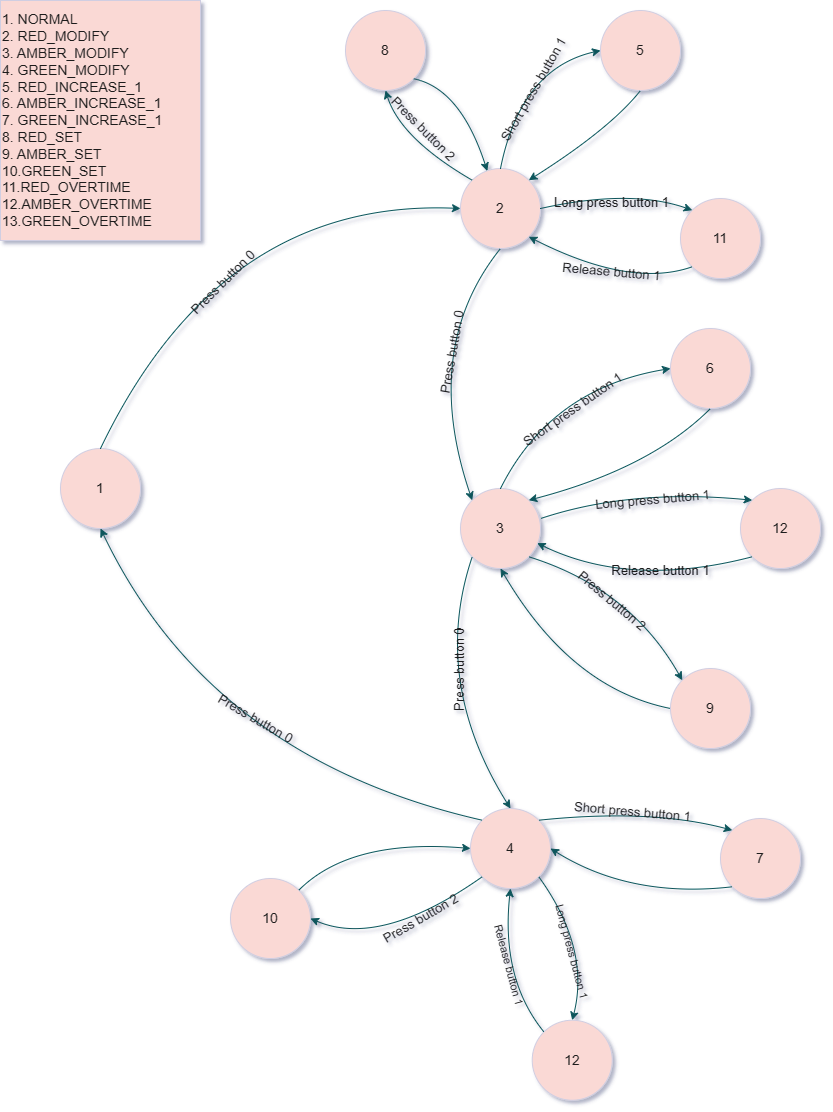 1. NORMAL
2. RED_MODIFY
3. AMBER_MODIFY
4. GREEN_MODIFY
5. RED_INCREASE_1
6. AMBER_INCREASE_1
7. GREEN_INCREASE_1
8. RED_SET
9. AMBER_SET
10.GREEN_SET
11.RED_OVERTIME
12.AMBER_OVERTIME
13.GREEN_OVERTIME
8
5
Short press button 1
Press button 2
2
Long press button 1
11
Release button 1
Press button 0
Press button 0
6
Short press button 1
1
Long press button 1
3
12
Release button 1
Press button 2
Press button 0
9
Press button 0
Short press button 1
4
7
10
Press button 2
Long press button 1
Release button 1
12